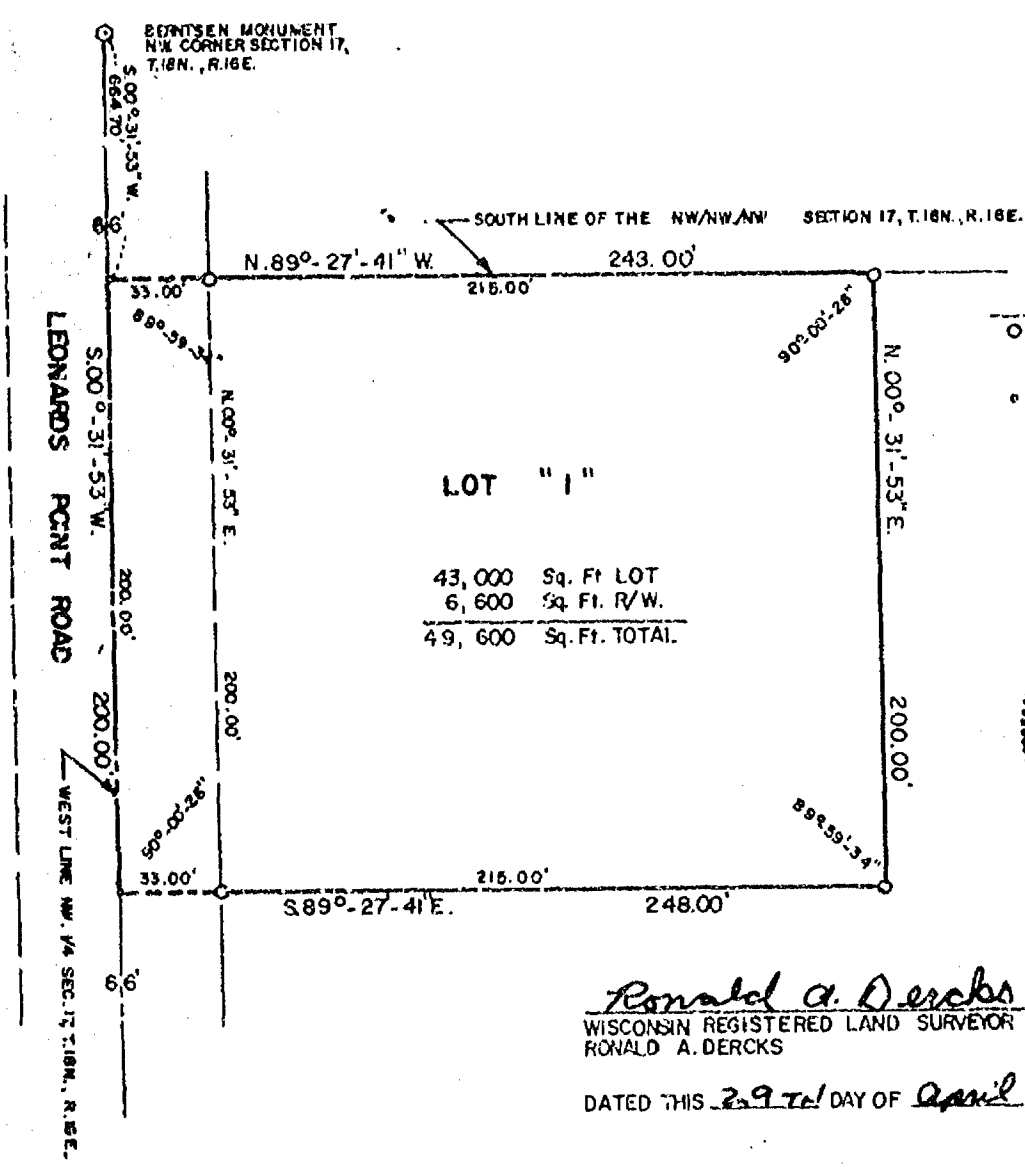 BERNTSEN MONUMENT
NW CORNER SECTION 17,
T.18N., R.16E.
S.00°-31'-53"W.
664.70'
66'
SOUTH LINE OF THE NW/NW/NW SECTION 17, T.18N., R.16E.
N.89°-27'-41"W.
243.00'
33.00'
215.00'
90°-00'-26"
LEONARDS POINT ROAD
S.00°-31'-53"W.
N.00°-31'-53"E.
N.00°-31'-53"E.
LOT "1"
43,000 Sq. Ft LOT
6,600 Sq. Ft. R/W.
49,600 Sq. Ft. TOTAL.
200.00'
200.00'
200.00'
200.00'
WEST LINE NW. 1/4 SEC. 17, T.18N., R.16E.
90°-00'-26"
89°-59'-34"
33.00'
215.00'
S.89°-27'-41"E.
248.00'
66'
Ronald A. Dercks
WISCONSIN REGISTERED LAND SURVEYOR
RONALD A. DERCKS
DATED THIS 29TH DAY OF April